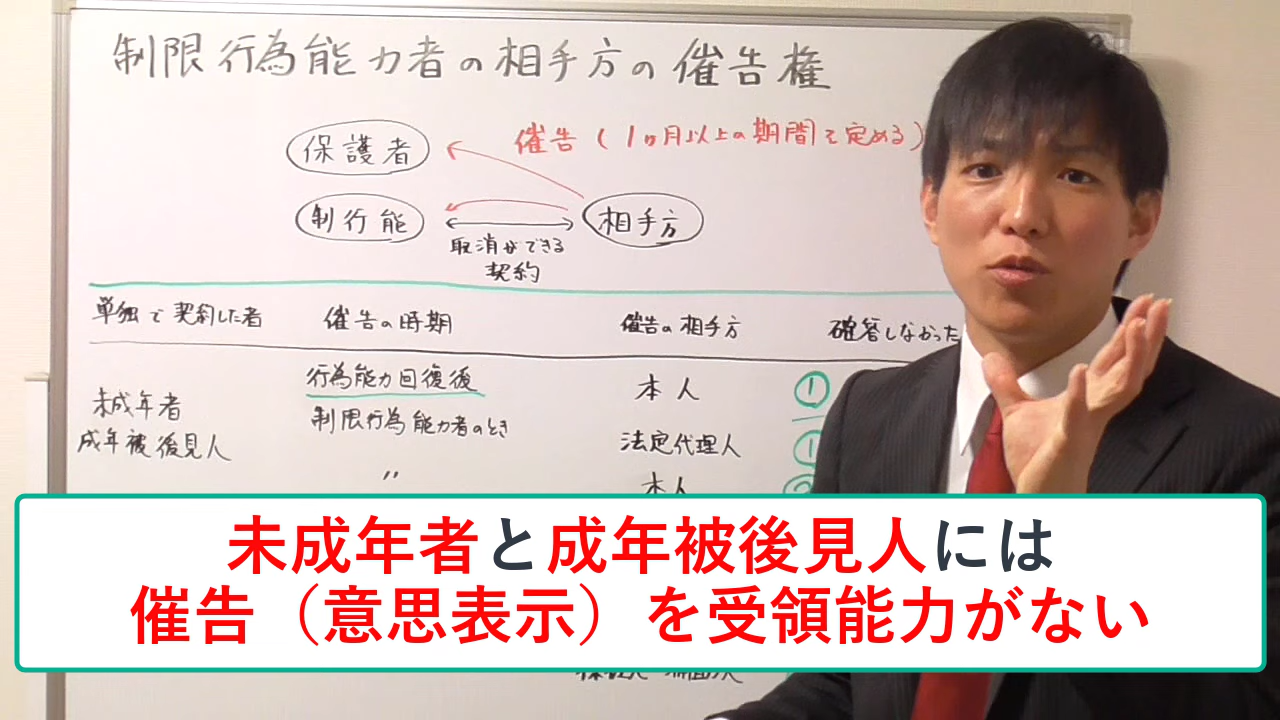 制限行為能力者の相手方の催告権
保護者
催告(1ヶ月以上の期間を定める)
制行能
相手方
取消ができる
契約
単独で契約した者
催告の時期
催告の相手方
確答しなかった
行為能力回復後
本人
①
未成年者
制限行為能力者のとき
成年被後見人
法定代理人
①
〃
本人
未成年者と成年被後見人には
催告(意思表示)を受領能力がない